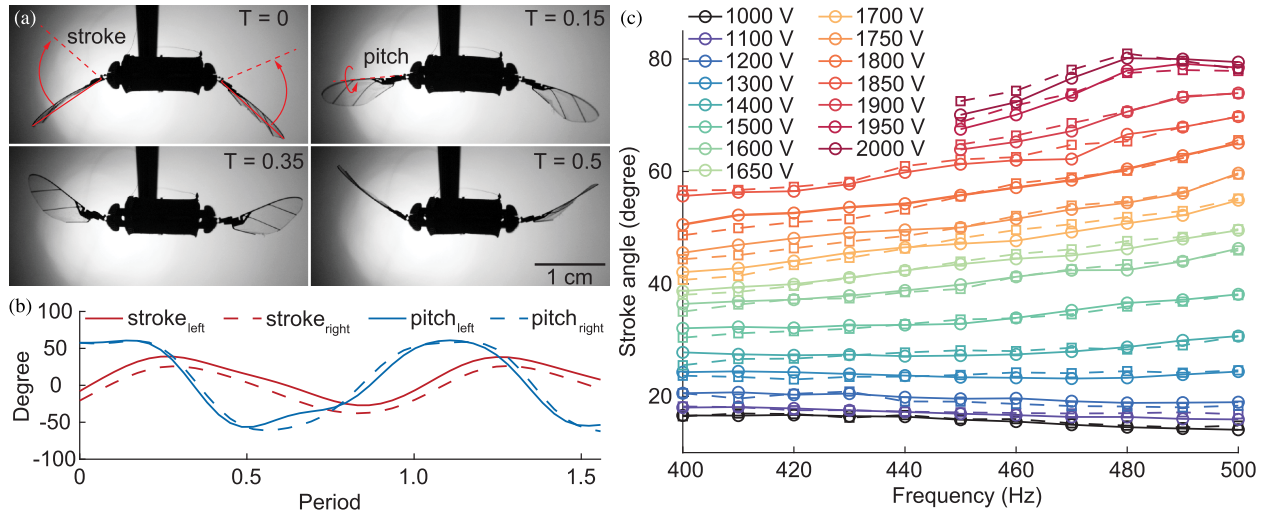 (a)
T = 0
stroke
T = 0.15
pitch
T = 0.35
T = 0.5
1 cm
(b)
100
50
0
-50
-100
Degree
stroke left
stroke right
pitch left
pitch right
0
0.5
1.0
1.5
Period
(c)
1000 V
1100 V
1200 V
1300 V
1400 V
1500 V
1600 V
1650 V
1700 V
1750 V
1800 V
1850 V
1900 V
1950 V
2000 V
80
60
40
20
Stroke angle (degree)
400
420
440
460
480
500
Frequency (Hz)